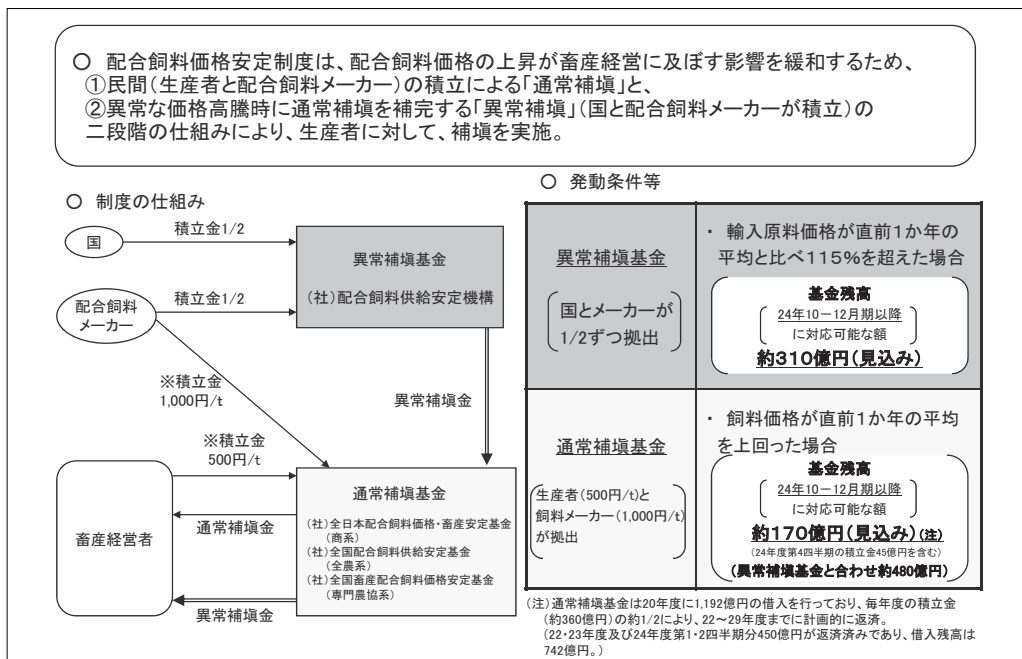 ○ 配合飼料価格安定制度は、配合飼料価格の上昇が畜産経営に及ぼす影響を緩和するため、
①民間(生産者と配合飼料メーカー)の積立による「通常補塡」と、
②異常な価格高騰時に通常補塡を補完する「異常補塡」(国と配合飼料メーカーが積立)の
二段階の仕組みにより、生産者に対して、補塡を実施。
○ 制度の仕組み
国
積立金1/2
配合飼料
メーカー
積立金1/2
異常補塡基金
(社)配合飼料供給安定機構
※積立金
1,000円/t
異常補塡金
※積立金
500円/t
畜産経営者
通常補塡金
異常補塡金
通常補塡基金
(社)全日本配合飼料価格・畜産安定基金
(商系)
(社)全国配合飼料供給安定基金
(全農系)
(社)全国畜産配合飼料価格安定基金
(専門農協系)
○ 発動条件等
異常補塡基金
国とメーカーが
1/2ずつ拠出
・ 輸入原料価格が直前1か年の
平均と比べ115%を超えた場合
基金残高
24年10-12月期以降
に対応可能な額
約310億円(見込み)
通常補塡基金
生産者(500円/t)と
飼料メーカー(1,000円/t)
が拠出
・ 飼料価格が直前1か年の平均
を上回った場合
基金残高
24年10-12月期以降
に対応可能な額
約170億円(見込み)(注)
(24年度第4四半期の積立金45億円を含む)
(異常補塡基金と合わせ約480億円)
(注)通常補塡基金は20年度に1,192億円の借入を行っており、毎年度の積立金
(約360億円)の約1/2により、22~29年度までに計画的に返済。
(22・23年度及び24年度第1・2四半期分450億円が返済済みであり、借入残高は
742億円。)